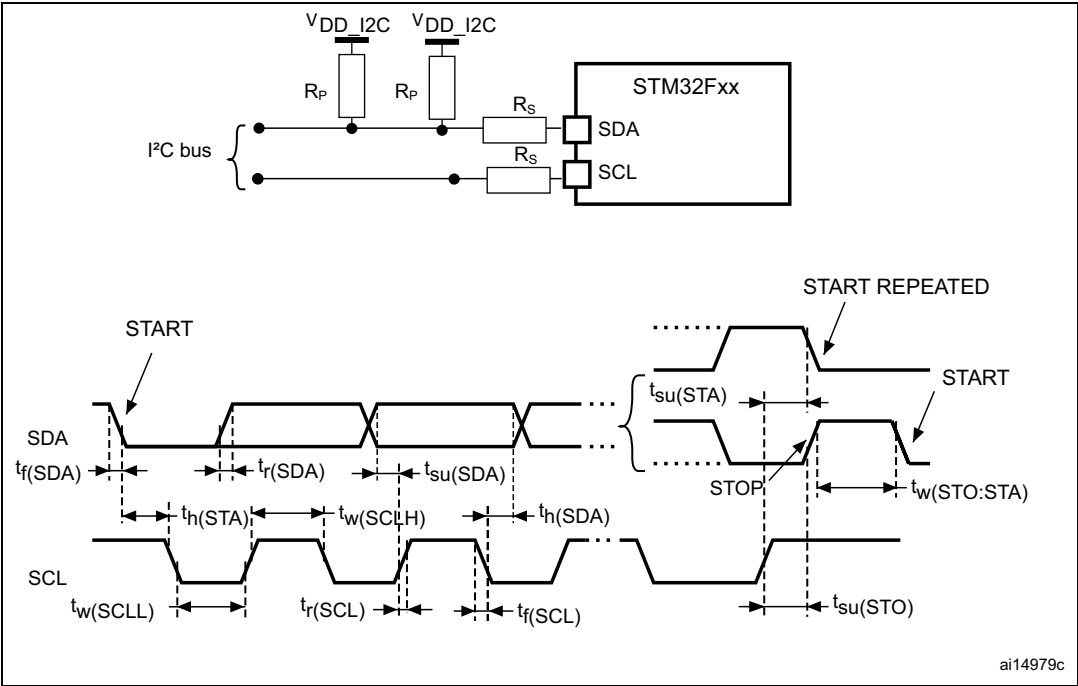 VDD_I2C VDD_I2C
STM32Fxx
RP RP
RS
SDA
I²C bus
RS
SCL
START REPEATED
START
START
tsu(STA)
SDA
tf(SDA) tr(SDA) tsu(SDA)
STOP
tw(STO:STA)
th(STA) tw(SCLH) th(SDA)
SCL
tw(SCLL) tr(SCL) tf(SCL) tsu(STO)
ai14979c